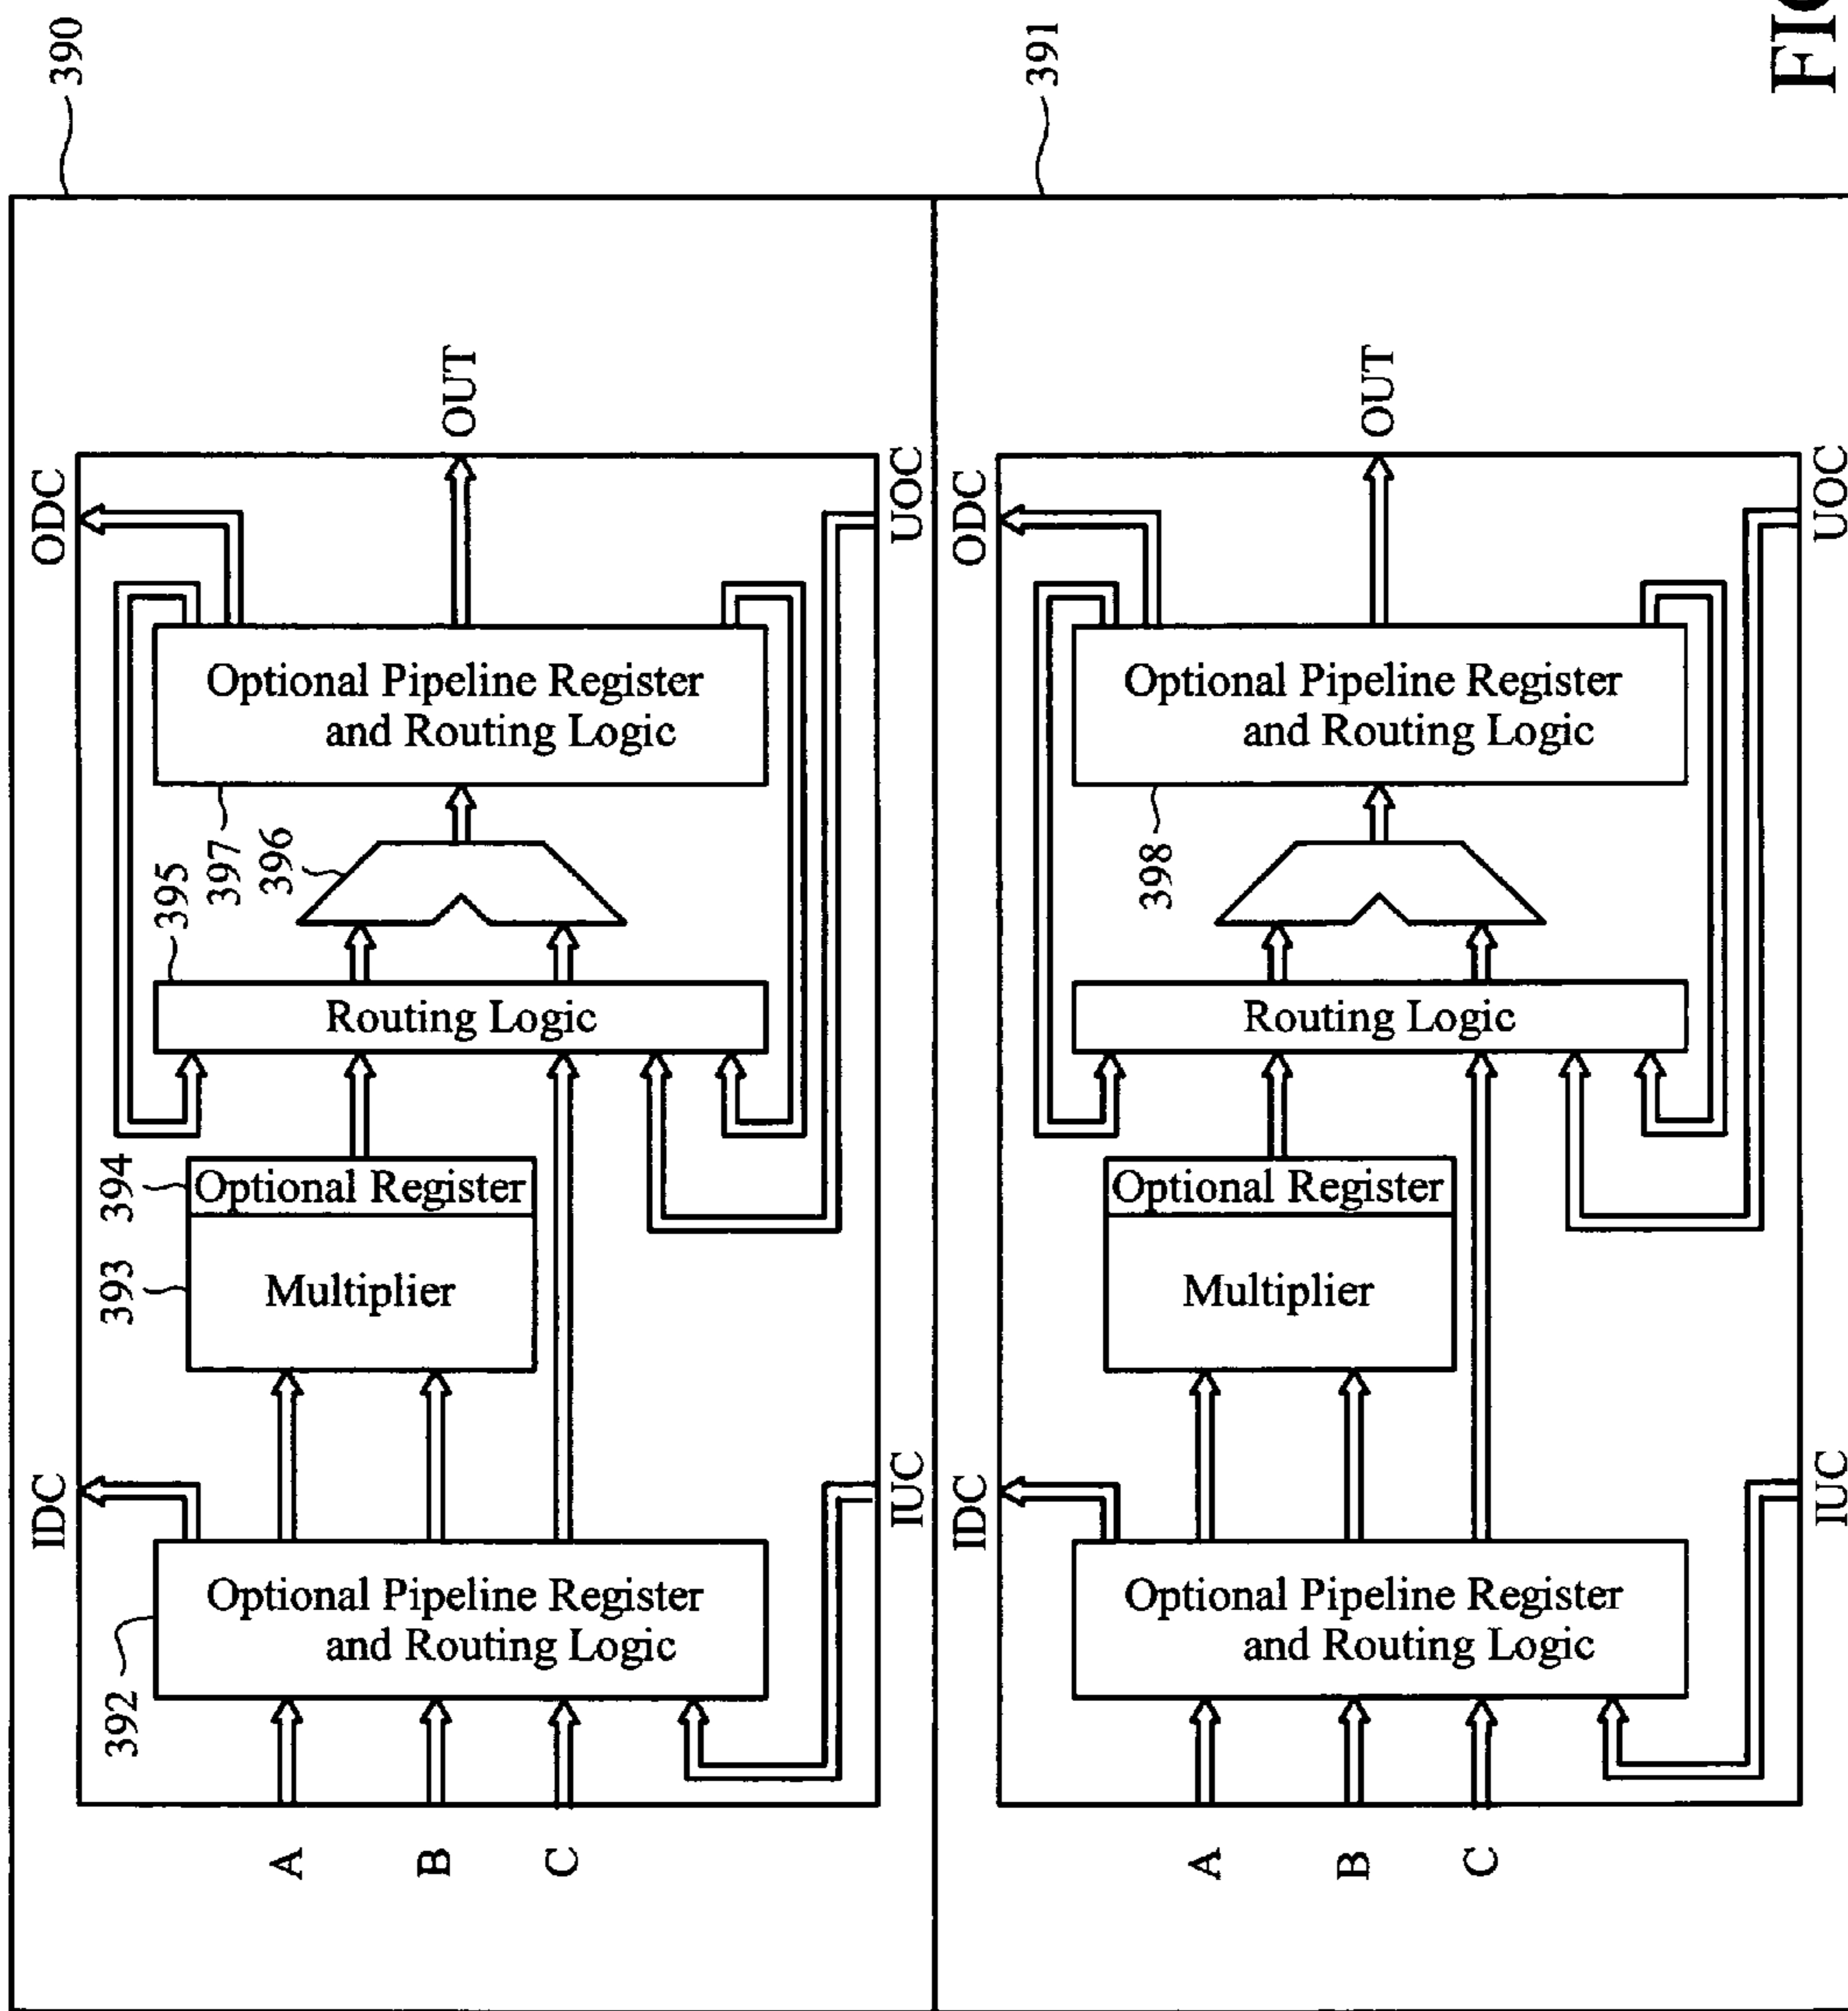 390
ODC
OUT
UOC
Optional Pipeline Register
and Routing Logic
397
396
395
Routing Logic
394
Optional Register
393
Multiplier
IDC
IUC
Optional Pipeline Register
and Routing Logic
392
A
B
C
391
ODC
OUT
UOC
Optional Pipeline Register
and Routing Logic
398
Routing Logic
Optional Register
Multiplier
IDC
IUC
Optional Pipeline Register
and Routing Logic
A
B
C